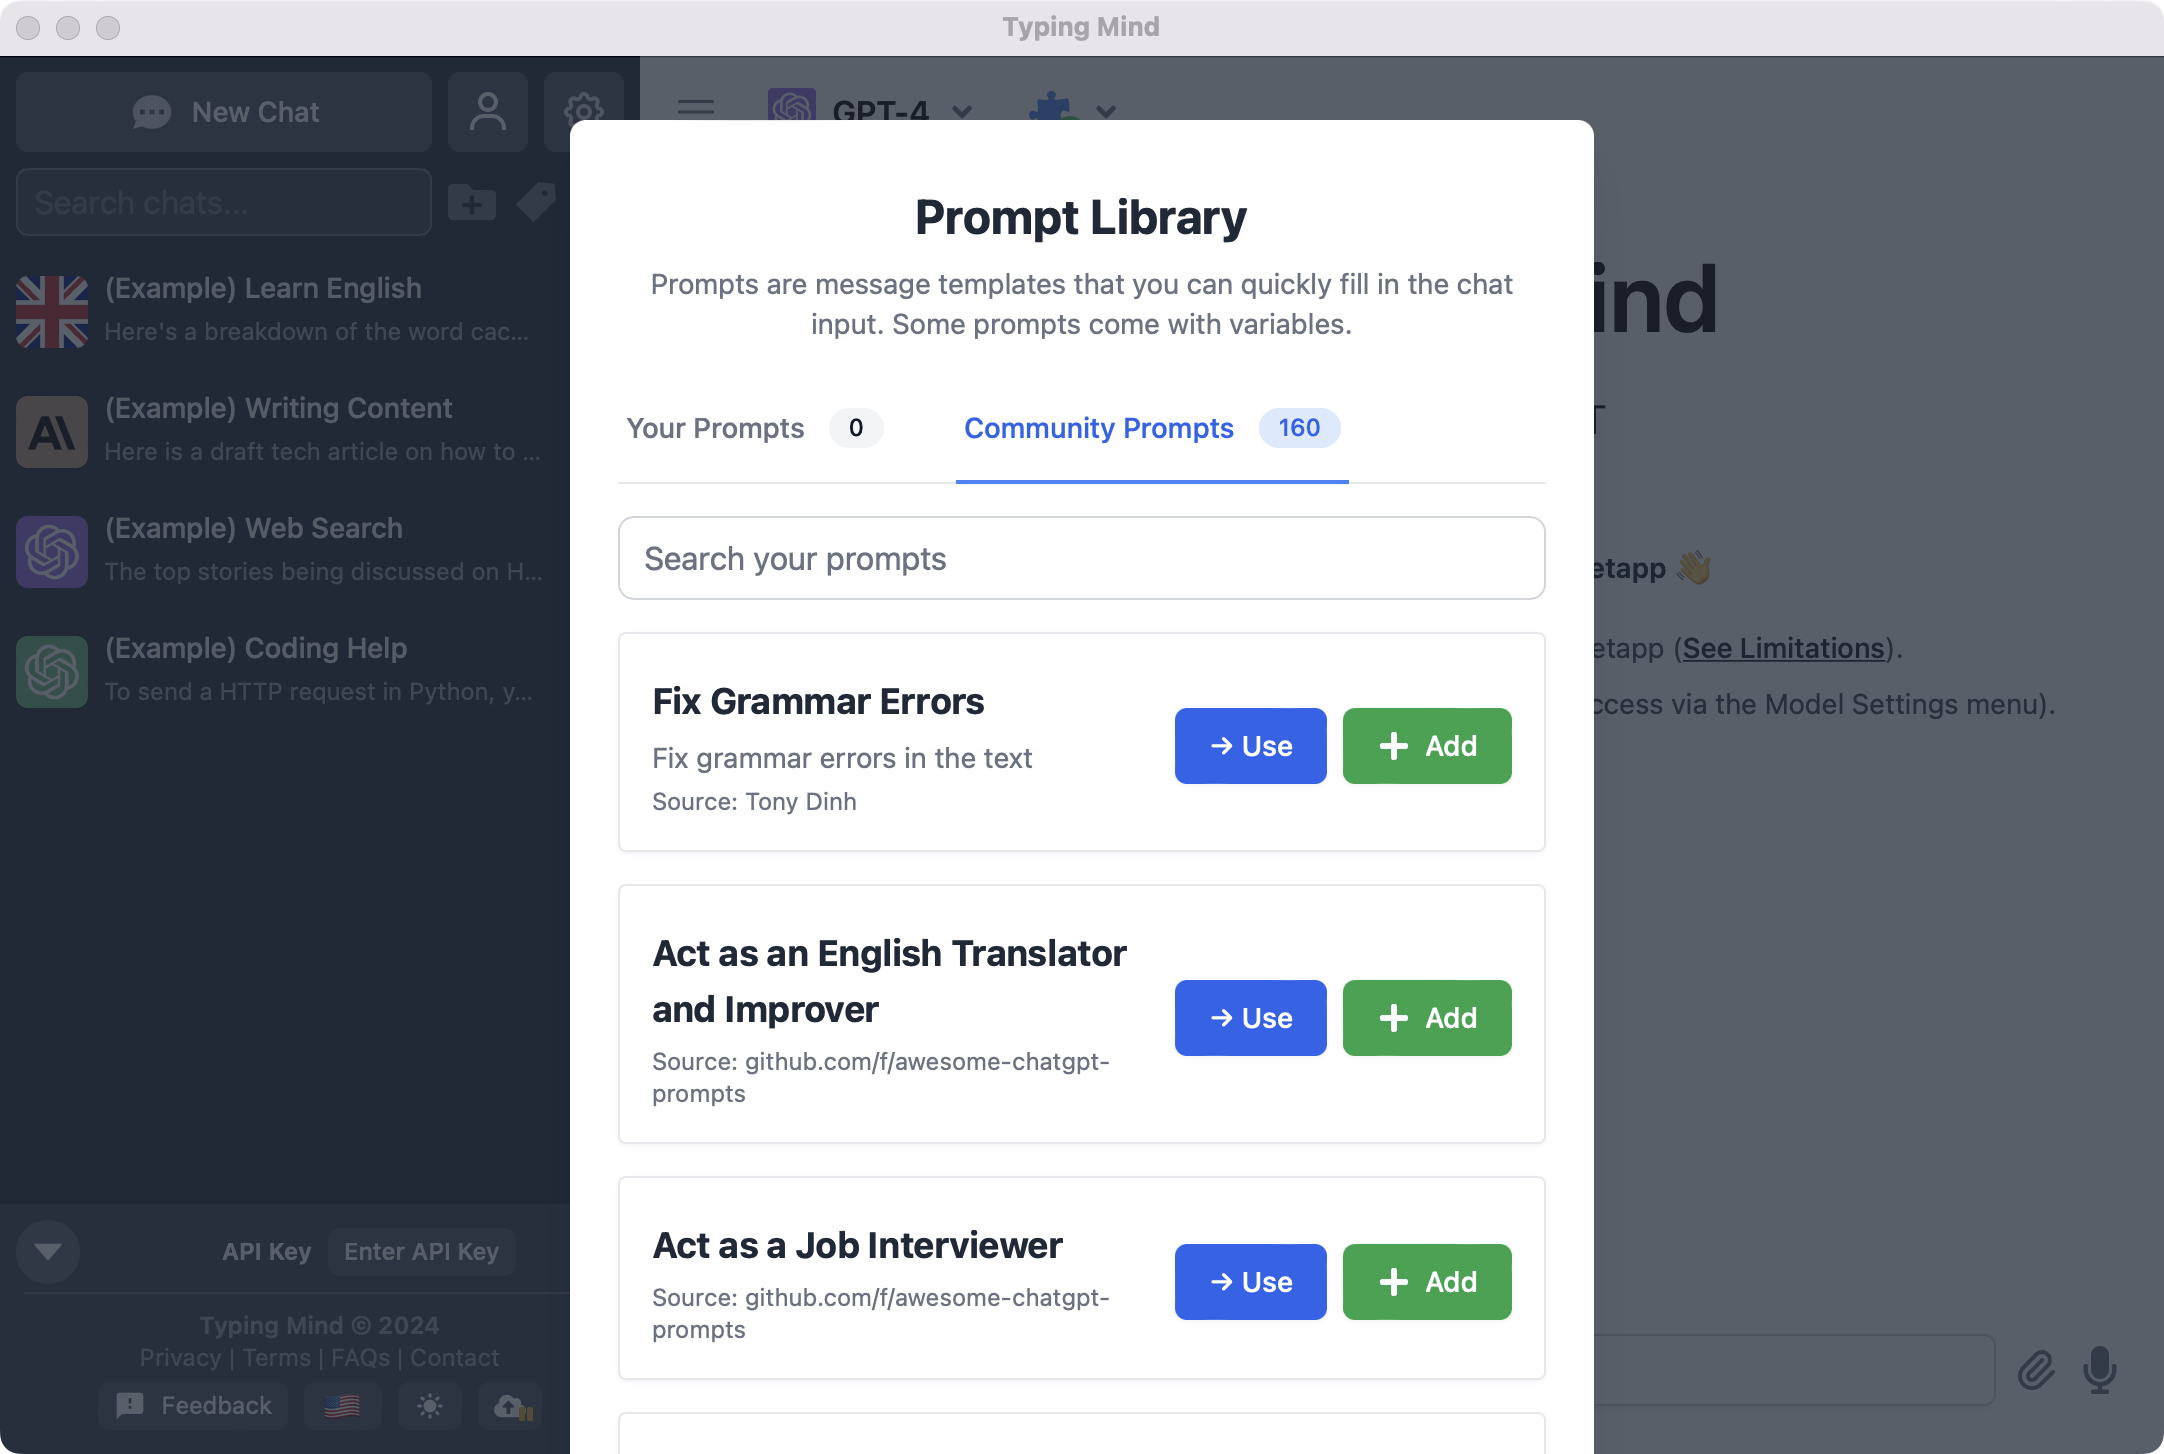 Typing Mind
New Chat
Search chats...
(Example) Learn English
Here's a breakdown of the word cac...
(Example) Writing Content
Here is a draft tech article on how to ...
(Example) Web Search
The top stories being discussed on H...
(Example) Coding Help
To send a HTTP request in Python, y...
API Key
Enter API Key
Typing Mind © 2024
Privacy | Terms | FAQs | Contact
Feedback
GPT-4
Prompt Library
Prompts are message templates that you can quickly fill in the chat
input. Some prompts come with variables.
Your Prompts 0
Community Prompts 160
Search your prompts
Fix Grammar Errors
Fix grammar errors in the text
Source: Tony Dinh
→ Use
+ Add
Act as an English Translator
and Improver
Source: github.com/f/awesome-chatgpt-
prompts
→ Use
+ Add
Act as a Job Interviewer
Source: github.com/f/awesome-chatgpt-
prompts
→ Use
+ Add
ind
etapp 👋
etapp (See Limitations).
ccess via the Model Settings menu).